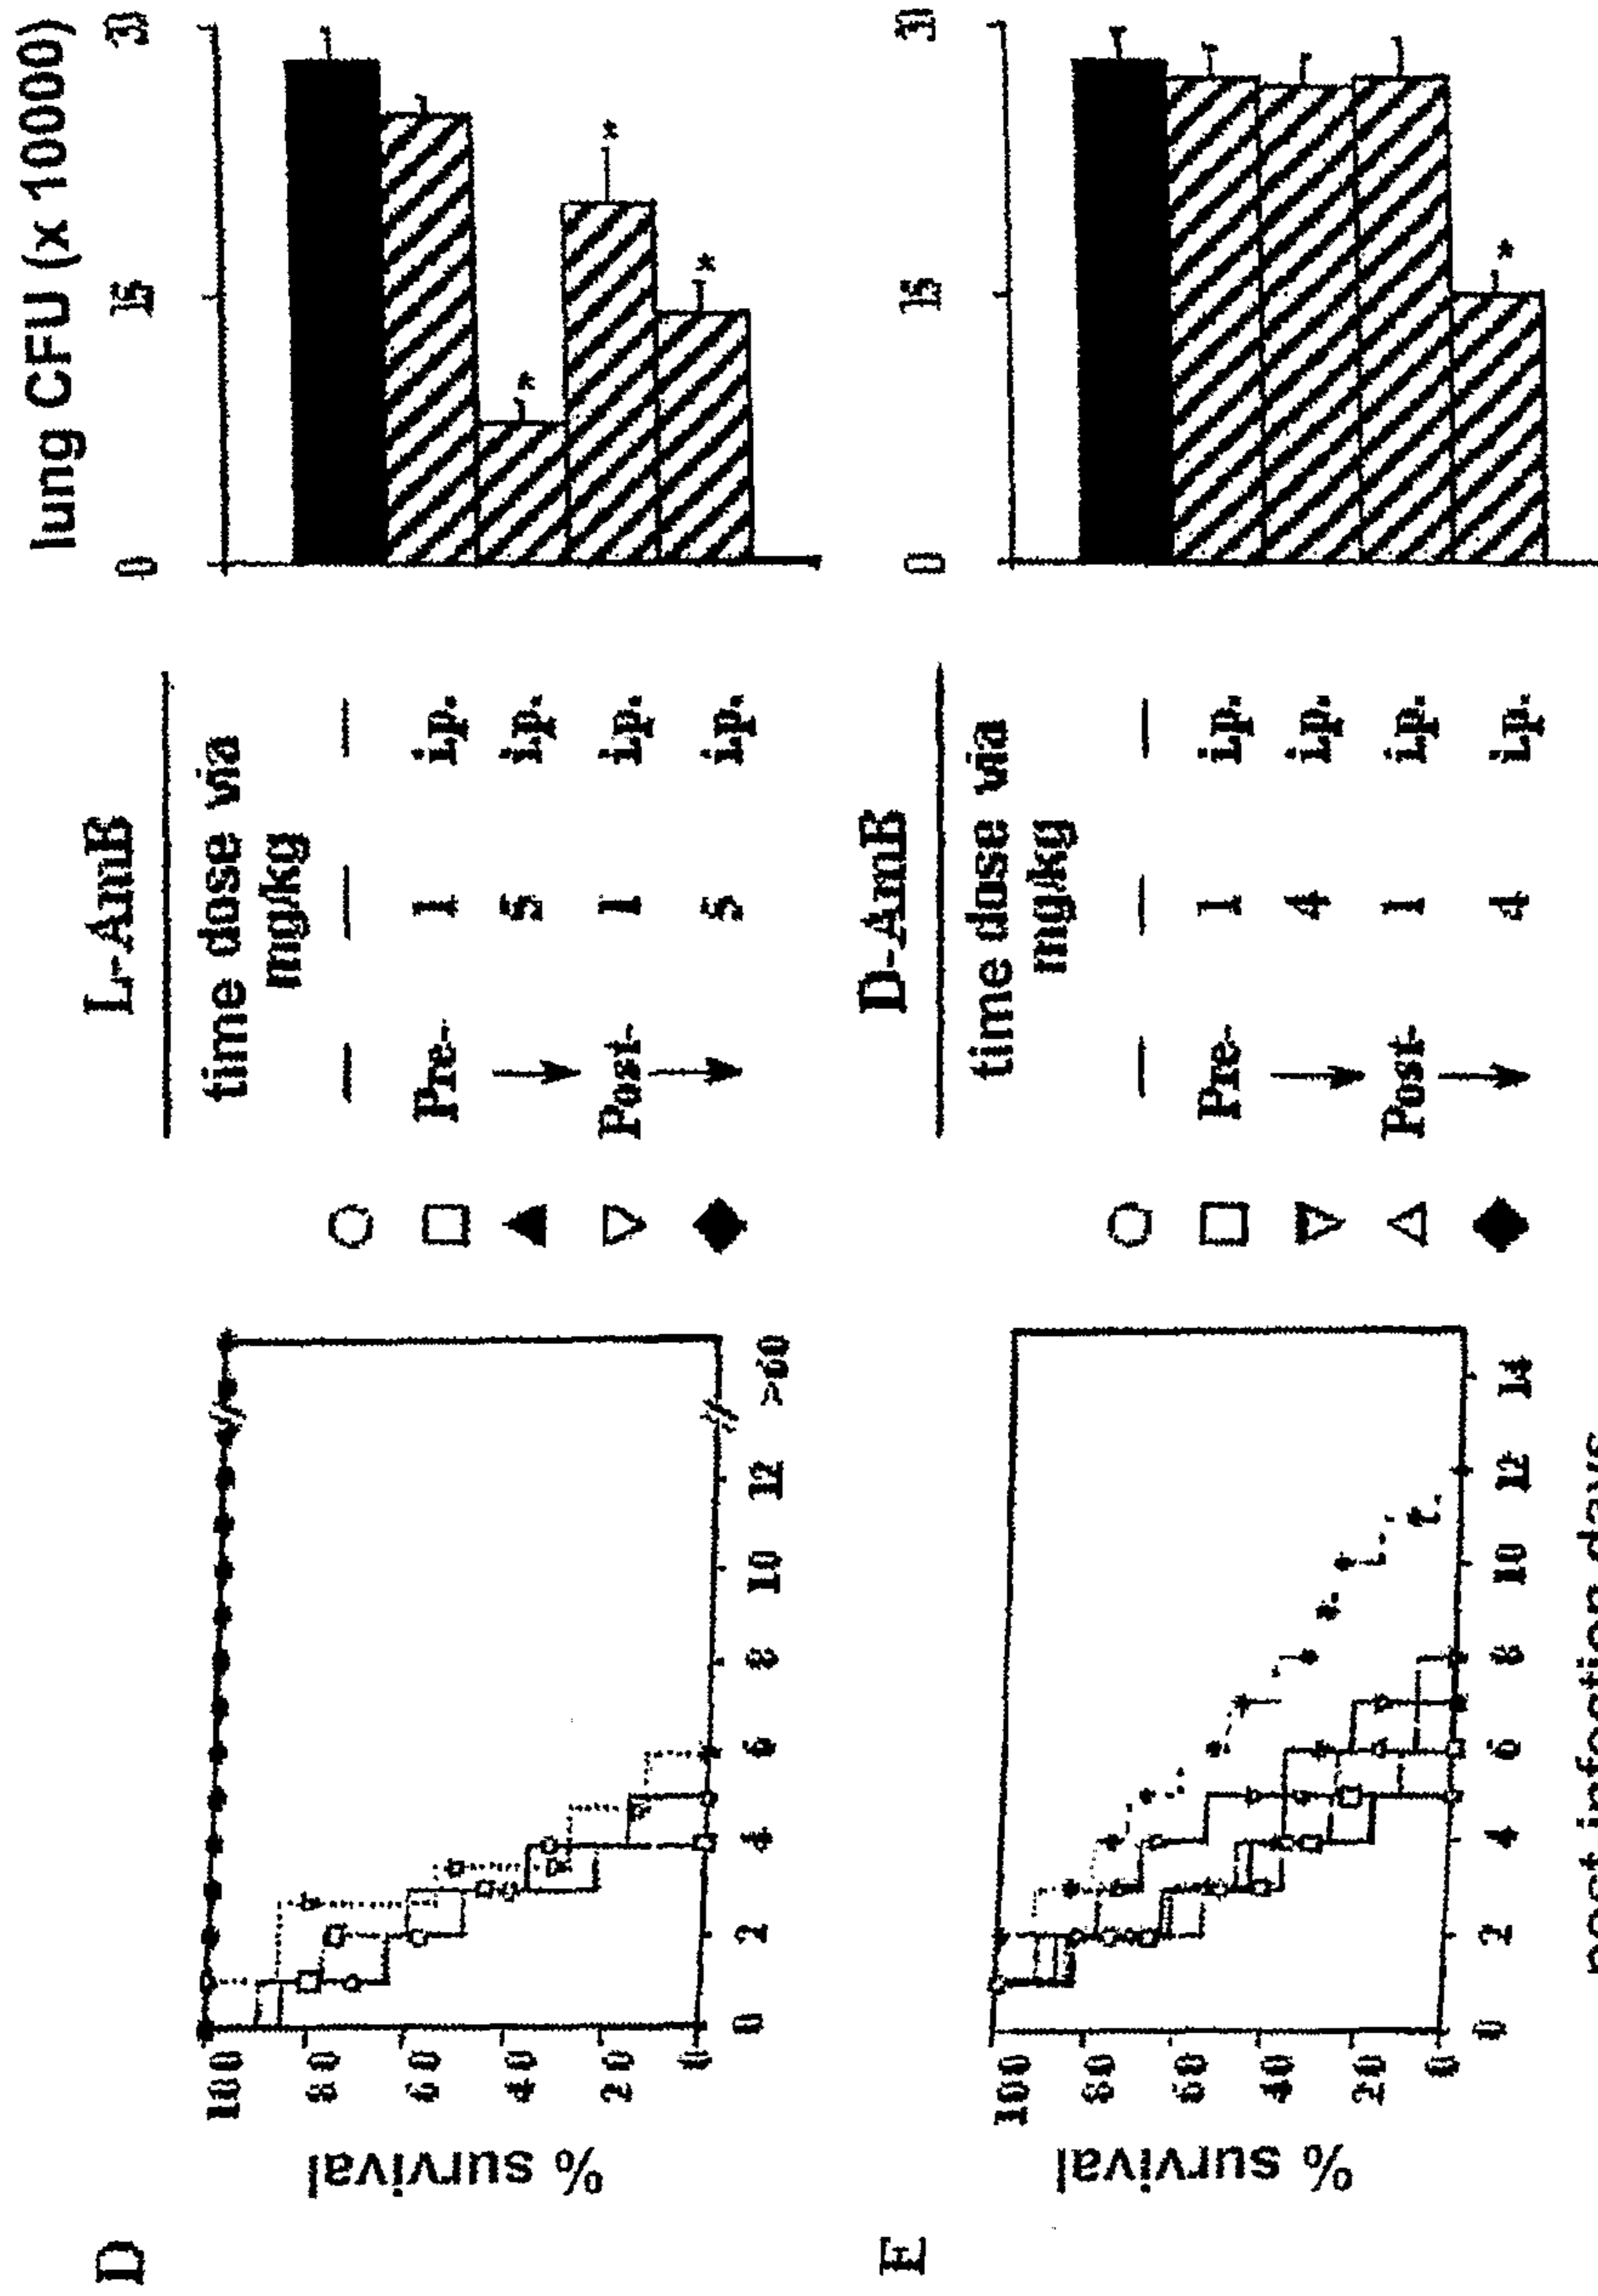 D
% survival
100
80
60
40
20
0
0 2 4 6 8 10 12 >60
L-AmB
time dose via
mg/kg
— — —
Pre- 1 i.p.
5 i.p.
Post- 1 i.p.
5 i.p.
lung CFU (x 10000)
0 15 30
*
*
*
E
% survival
100
80
60
40
20
0
0 2 4 6 8 10 12 14
post-infection days
D-AmB
time dose via
mg/kg
— — —
Pre- 1 i.p.
4 i.p.
Post- 1 i.p.
4 i.p.
0 15 30
*